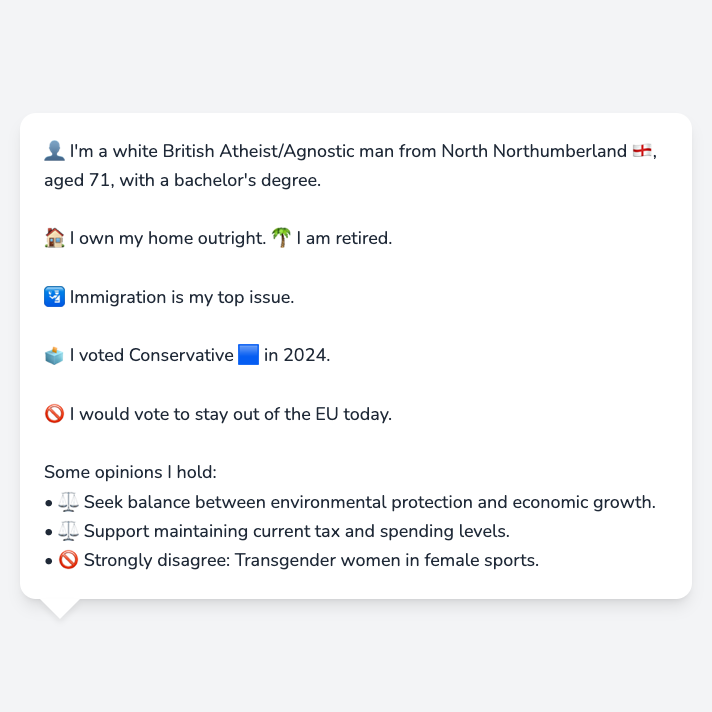 👤 I'm a white British Atheist/Agnostic man from North Northumberland 🏴󠁧󠁢󠁥󠁮󠁧󠁿,
aged 71, with a bachelor's degree.
🏠 I own my home outright. 🌴 I am retired.
🛂 Immigration is my top issue.
🗳️ I voted Conservative 🟦 in 2024.
🚫 I would vote to stay out of the EU today.
Some opinions I hold:
• ⚖️ Seek balance between environmental protection and economic growth.
• ⚖️ Support maintaining current tax and spending levels.
• 🚫 Strongly disagree: Transgender women in female sports.